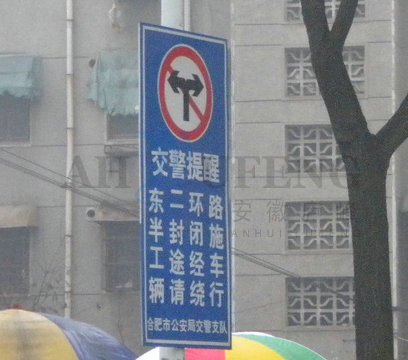 交警提醒
东二环路
半封闭施
工途经车
辆请绕行
合肥市公安局交警支队